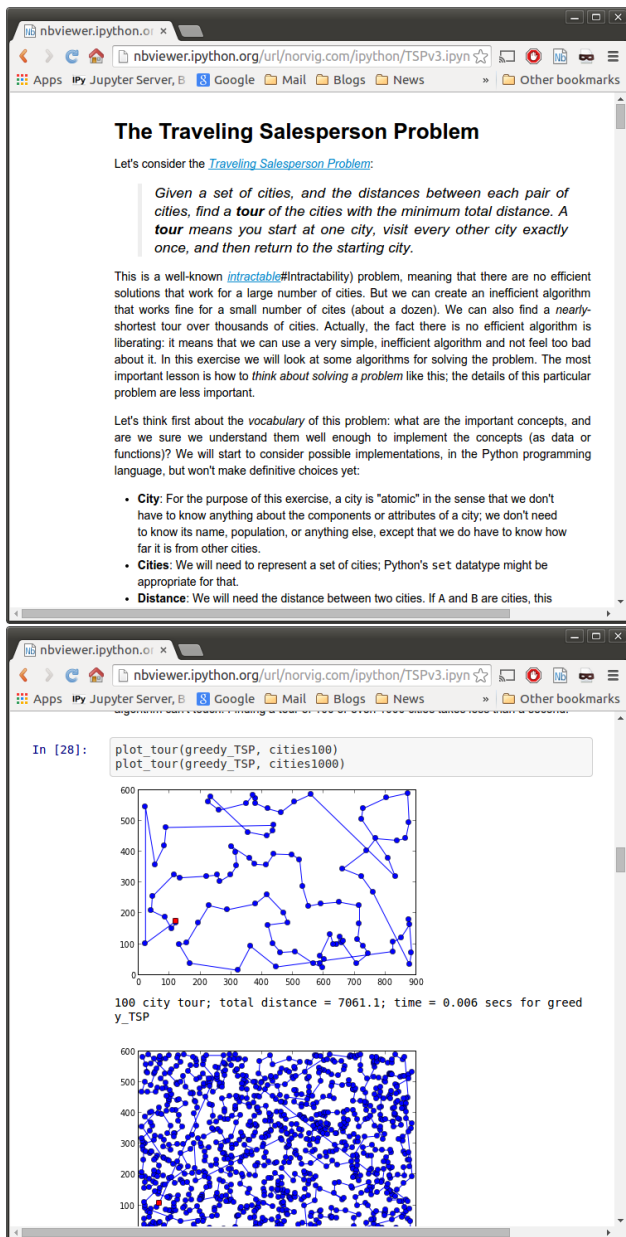 nbviewer.ipython.or
nbviewer.ipython.org/url/norvig.com/ipython/TSPv3.ipyn
Apps IPy Jupyter Server, B Google Mail Blogs News » Other bookmarks
The Traveling Salesperson Problem
Let's consider the Traveling Salesperson Problem:
Given a set of cities, and the distances between each pair of
cities, find a tour of the cities with the minimum total distance. A
tour means you start at one city, visit every other city exactly
once, and then return to the starting city.
This is a well-known intractable#Intractability) problem, meaning that there are no efficient
solutions that work for a large number of cities. But we can create an inefficient algorithm
that works fine for a small number of cites (about a dozen). We can also find a nearly-
shortest tour over thousands of cities. Actually, the fact there is no efficient algorithm is
liberating: it means that we can use a very simple, inefficient algorithm and not feel too bad
about it. In this exercise we will look at some algorithms for solving the problem. The most
important lesson is how to think about solving a problem like this; the details of this particular
problem are less important.
Let's think first about the vocabulary of this problem: what are the important concepts, and
are we sure we understand them well enough to implement the concepts (as data or
functions)? We will start to consider possible implementations, in the Python programming
language, but won't make definitive choices yet:
• City: For the purpose of this exercise, a city is "atomic" in the sense that we don't
have to know anything about the components or attributes of a city; we don't need
to know its name, population, or anything else, except that we do have to know how
far it is from other cities.
• Cities: We will need to represent a set of cities; Python's set datatype might be
appropriate for that.
• Distance: We will need the distance between two cities. If A and B are cities, this
nbviewer.ipython.or
nbviewer.ipython.org/url/norvig.com/ipython/TSPv3.ipyn
Apps IPy Jupyter Server, B Google Mail Blogs News » Other bookmarks
algorithm can't touch. Finding a tour of 100 or even 1000 cities takes less than a second.
In [28]:
plot_tour(greedy_TSP, cities100)
plot_tour(greedy_TSP, cities1000)
600
500
400
300
200
100
0
0 100 200 300 400 500 600 700 800 900
100 city tour; total distance = 7061.1; time = 0.006 secs for greed
y_TSP
600
500
400
300
200
100